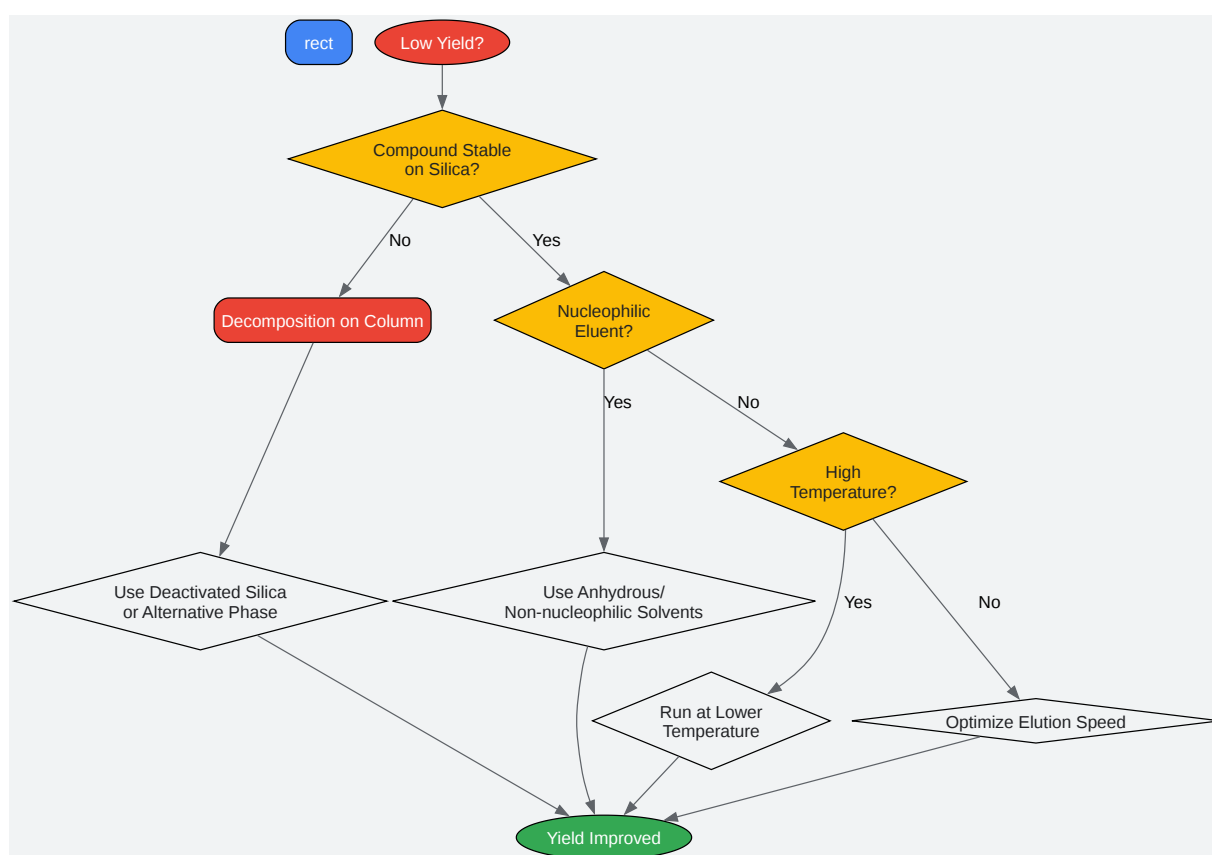 rect
Low Yield?
Compound Stable
on Silica?
No
Yes
Nucleophilic
Eluent?
Decomposition on Column
Yes
No
High
Temperature?
Use Deactivated Silica
or Alternative Phase
Use Anhydrous/
Non-nucleophilic Solvents
Yes
No
Run at Lower
Temperature
Optimize Elution Speed
Yield Improved